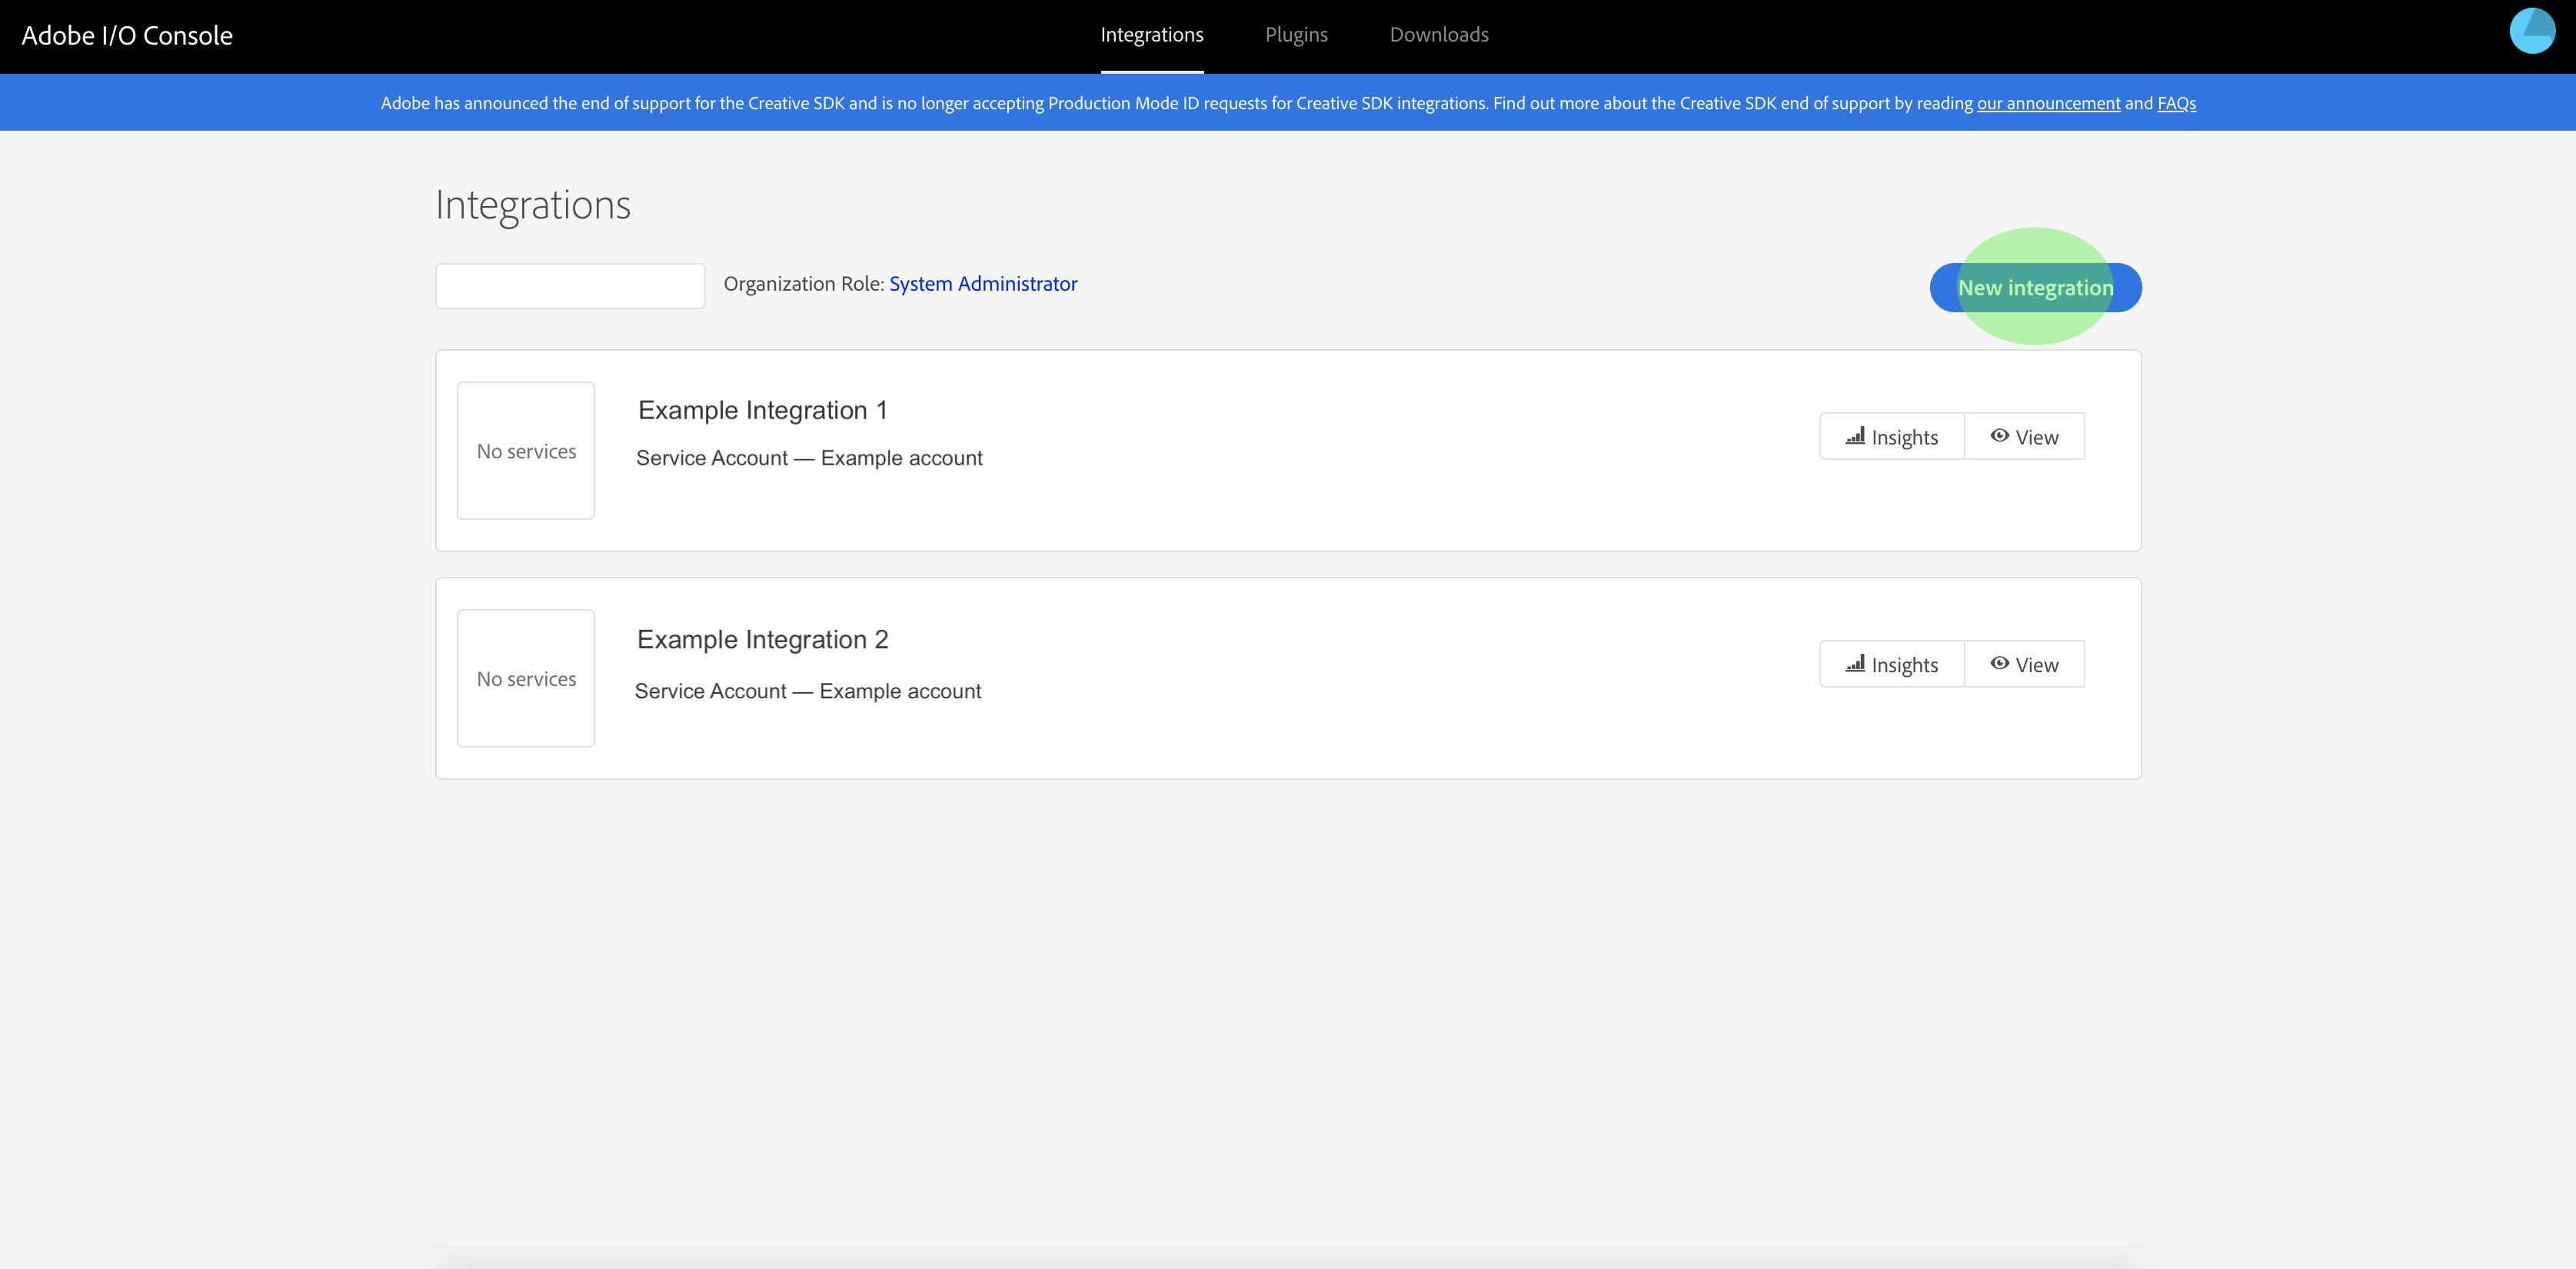 Adobe I/O Console
Integrations
Plugins
Downloads
Adobe has announced the end of support for the Creative SDK and is no longer accepting Production Mode ID requests for Creative SDK integrations. Find out more about the Creative SDK end of support by reading our announcement and FAQs
Integrations
Organization Role: System Administrator
New integration
No services
Example Integration 1
Service Account — Example account
Insights
View
No services
Example Integration 2
Service Account — Example account
Insights
View